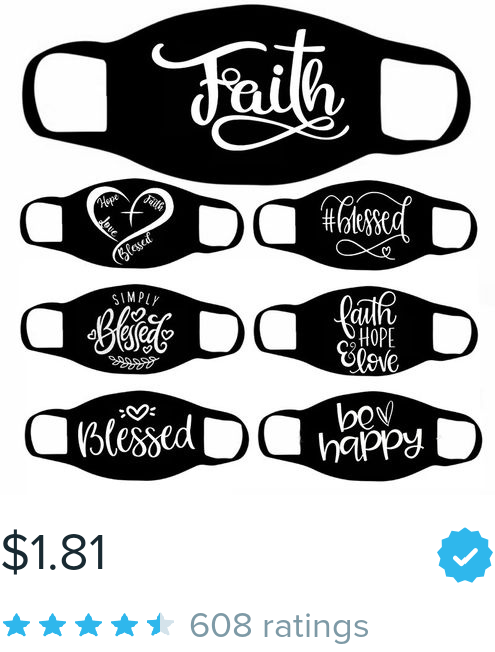 Faith
Hope
Faith
Love
Blessed
#blessed
SIMPLY
Blessed
faith
HOPE
& love
Blessed
be
happy
$1.81
608 ratings